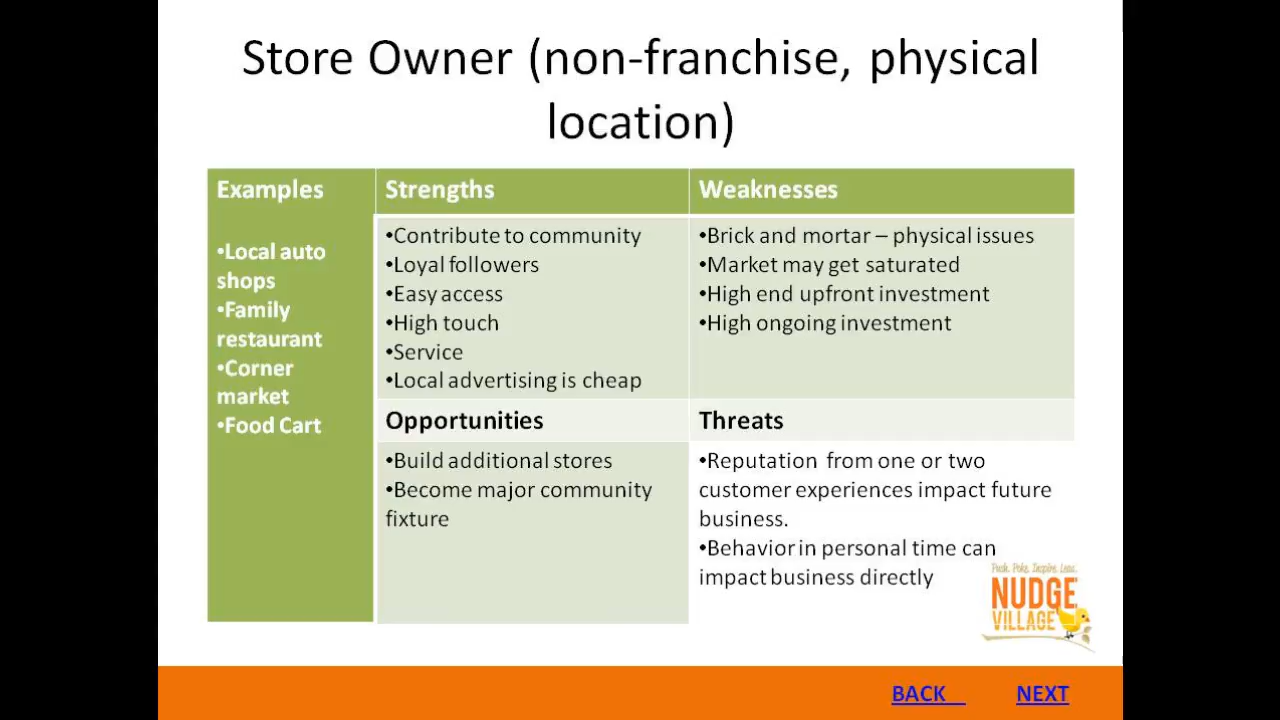 Store Owner (non-franchise, physical
location)
Examples
•Local auto
shops
•Family
restaurant
•Corner
market
•Food Cart
Strengths
•Contribute to community
•Loyal followers
•Easy access
•High touch
•Service
•Local advertising is cheap
Weaknesses
•Brick and mortar – physical issues
•Market may get saturated
•High end upfront investment
•High ongoing investment
Opportunities
•Build additional stores
•Become major community
fixture
Threats
•Reputation from one or two
customer experiences impact future
business.
•Behavior in personal time can
impact business directly
Push. Poke. Inspire. Lead.
NUDGE
VILLAGE
BACK
NEXT